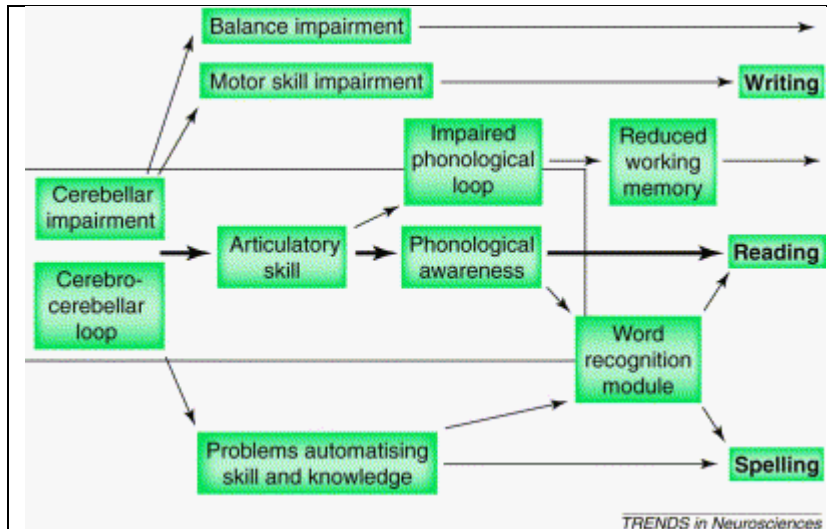 Balance impairment
Motor skill impairment
Writing
Impaired
phonological
loop
Reduced
working
memory
Cerebellar
impairment
Articulatory
skill
Phonological
awareness
Reading
Cerebro-
cerebellar
loop
Word
recognition
module
Problems automatising
skill and knowledge
Spelling
TRENDS in Neurosciences